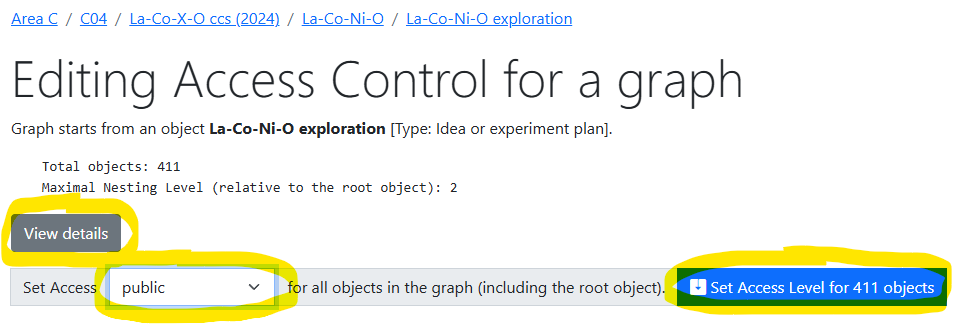 Area C / C04 / La-Co-X-O ccs (2024) / La-Co-Ni-O / La-Co-Ni-O exploration
Editing Access Control for a graph
Graph starts from an object La-Co-Ni-O exploration [Type: Idea or experiment plan].
Total objects: 411
Maximal Nesting Level (relative to the root object): 2
View details
Set Access public for all objects in the graph (including the root object). Set Access Level for 411 objects